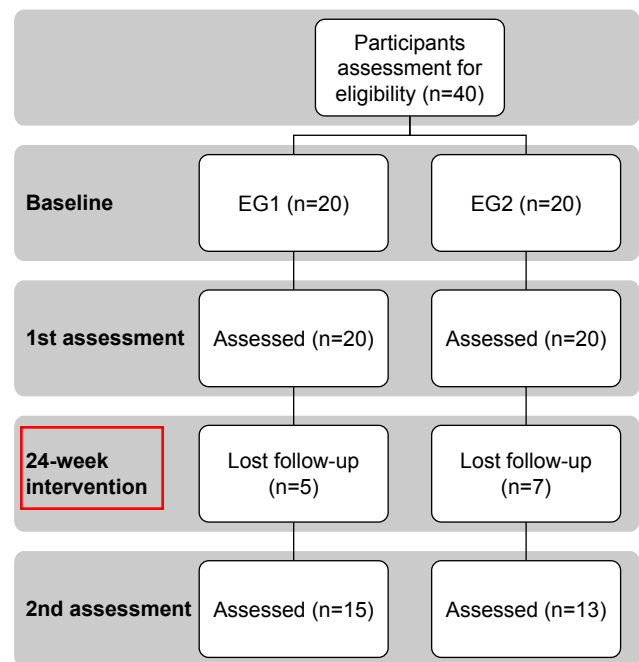 Participants
assessment for
eligibility (n=40)
Baseline
EG1 (n=20)
EG2 (n=20)
1st assessment
Assessed (n=20)
Assessed (n=20)
24-week
intervention
Lost follow-up
(n=5)
Lost follow-up
(n=7)
2nd assessment
Assessed (n=15)
Assessed (n=13)